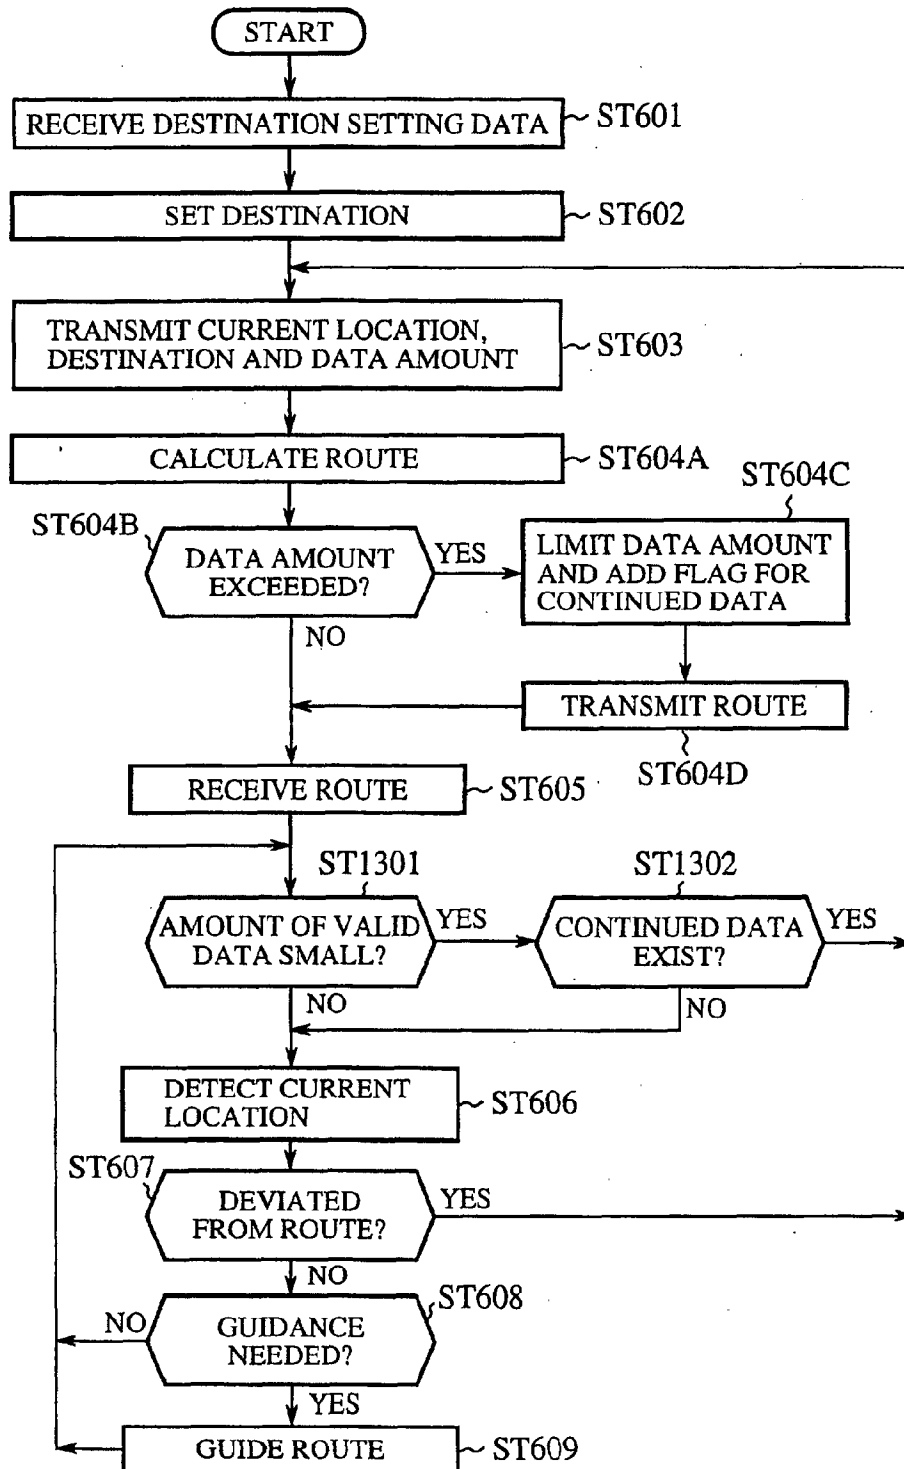 START
RECEIVE DESTINATION SETTING DATA
ST601
SET DESTINATION
ST602
TRANSMIT CURRENT LOCATION,
DESTINATION AND DATA AMOUNT
ST603
CALCULATE ROUTE
ST604A
ST604B
DATA AMOUNT
EXCEEDED?
YES
NO
ST604C
LIMIT DATA AMOUNT
AND ADD FLAG FOR
CONTINUED DATA
TRANSMIT ROUTE
ST604D
RECEIVE ROUTE
ST605
ST1301
AMOUNT OF VALID
DATA SMALL?
YES
NO
ST1302
CONTINUED DATA
EXIST?
YES
NO
DETECT CURRENT
LOCATION
ST606
ST607
DEVIATED
FROM ROUTE?
YES
NO
ST608
GUIDANCE
NEEDED?
NO
YES
GUIDE ROUTE
ST609